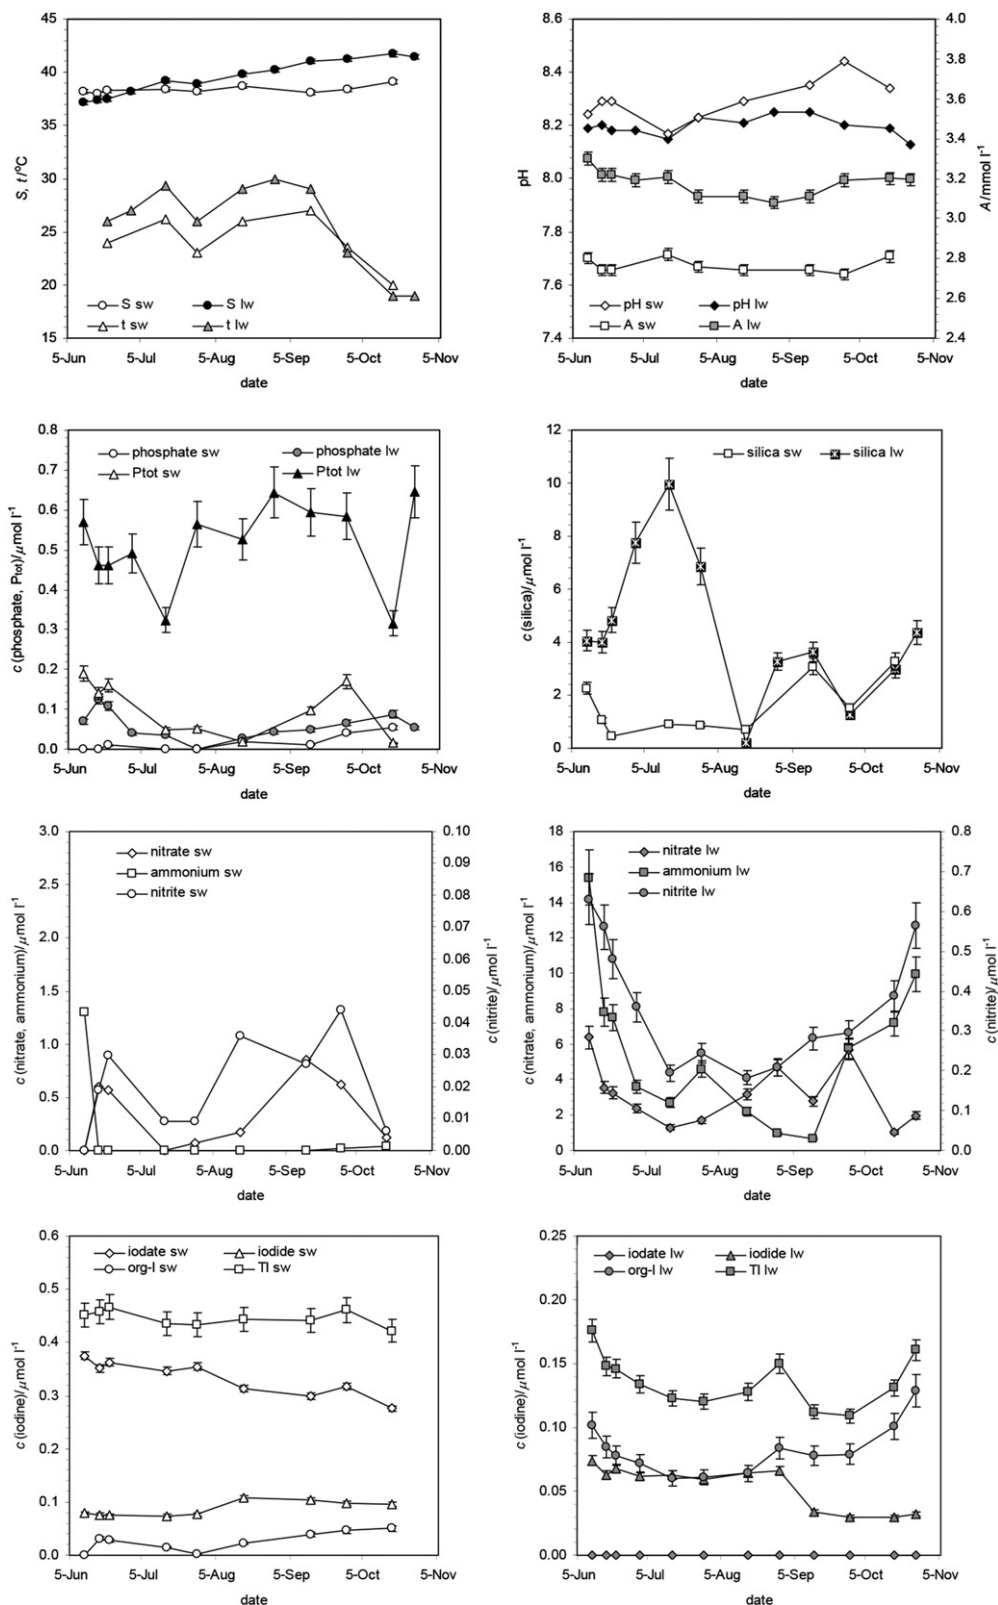 45
40
35
30
25
20
15
S, t/°C
S sw
S lw
t sw
t lw
5-Jun 5-Jul 5-Aug 5-Sep 5-Oct 5-Nov
date
8.6
8.4
8.2
8.0
7.8
7.6
7.4
pH
4.0
3.8
3.6
3.4
3.2
3.0
2.8
2.6
2.4
A/mmol l⁻¹
pH sw
pH lw
A sw
A lw
5-Jun 5-Jul 5-Aug 5-Sep 5-Oct 5-Nov
date
0.8
0.7
0.6
0.5
0.4
0.3
0.2
0.1
0.0
c (phosphate, Ptot)/µmol l⁻¹
phosphate sw
phosphate lw
Ptot sw
Ptot lw
5-Jun 5-Jul 5-Aug 5-Sep 5-Oct 5-Nov
date
12
10
8
6
4
2
0
c (silica)/µmol l⁻¹
silica sw
silica lw
5-Jun 5-Jul 5-Aug 5-Sep 5-Oct 5-Nov
date
3.0
2.5
2.0
1.5
1.0
0.5
0.0
c (nitrate, ammonium)/µmol l⁻¹
0.10
0.09
0.08
0.07
0.06
0.05
0.04
0.03
0.02
0.01
0.00
c (nitrite)/µmol l⁻¹
nitrate sw
ammonium sw
nitrite sw
5-Jun 5-Jul 5-Aug 5-Sep 5-Oct 5-Nov
date
18
16
14
12
10
8
6
4
2
0
c (nitrate, ammonium)/µmol l⁻¹
0.8
0.7
0.6
0.5
0.4
0.3
0.2
0.1
0.0
c (nitrite)/µmol l⁻¹
nitrate lw
ammonium lw
nitrite lw
5-Jun 5-Jul 5-Aug 5-Sep 5-Oct 5-Nov
date
0.6
0.5
0.4
0.3
0.2
0.1
0.0
c (iodine)/µmol l⁻¹
iodate sw
iodide sw
org-I sw
TI sw
5-Jun 5-Jul 5-Aug 5-Sep 5-Oct 5-Nov
date
0.25
0.20
0.15
0.10
0.05
0.00
c (iodine)/µmol l⁻¹
iodate lw
iodide lw
org-I lw
TI lw
5-Jun 5-Jul 5-Aug 5-Sep 5-Oct 5-Nov
date